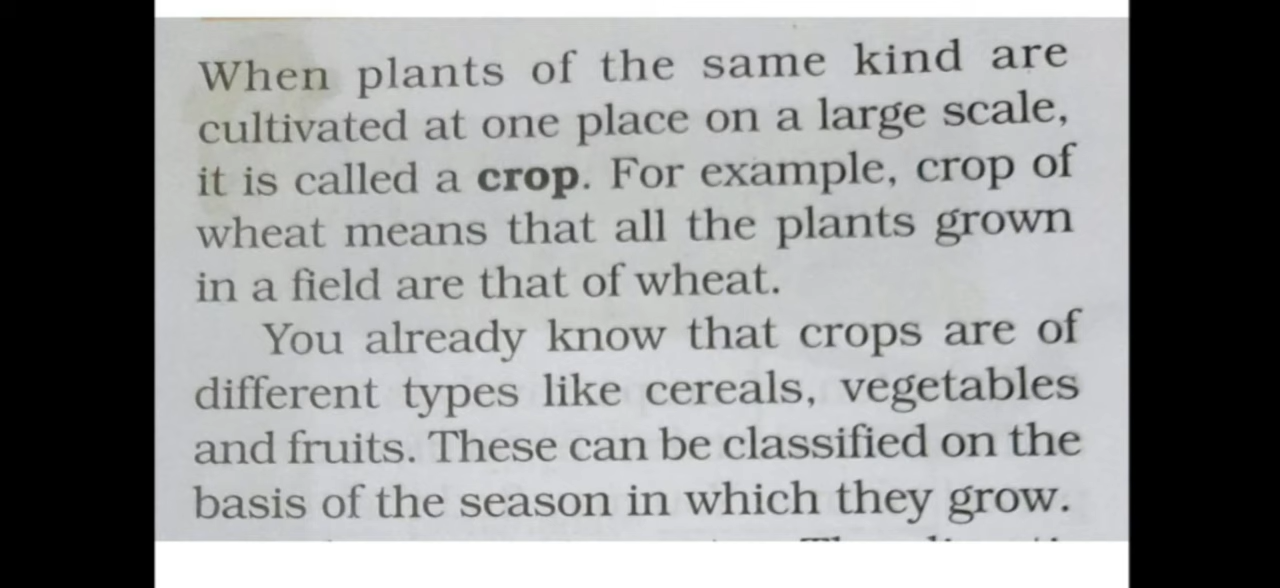 When plants of the same kind are
cultivated at one place on a large scale,
it is called a crop. For example, crop of
wheat means that all the plants grown
in a field are that of wheat.
You already know that crops are of
different types like cereals, vegetables
and fruits. These can be classified on the
basis of the season in which they grow.